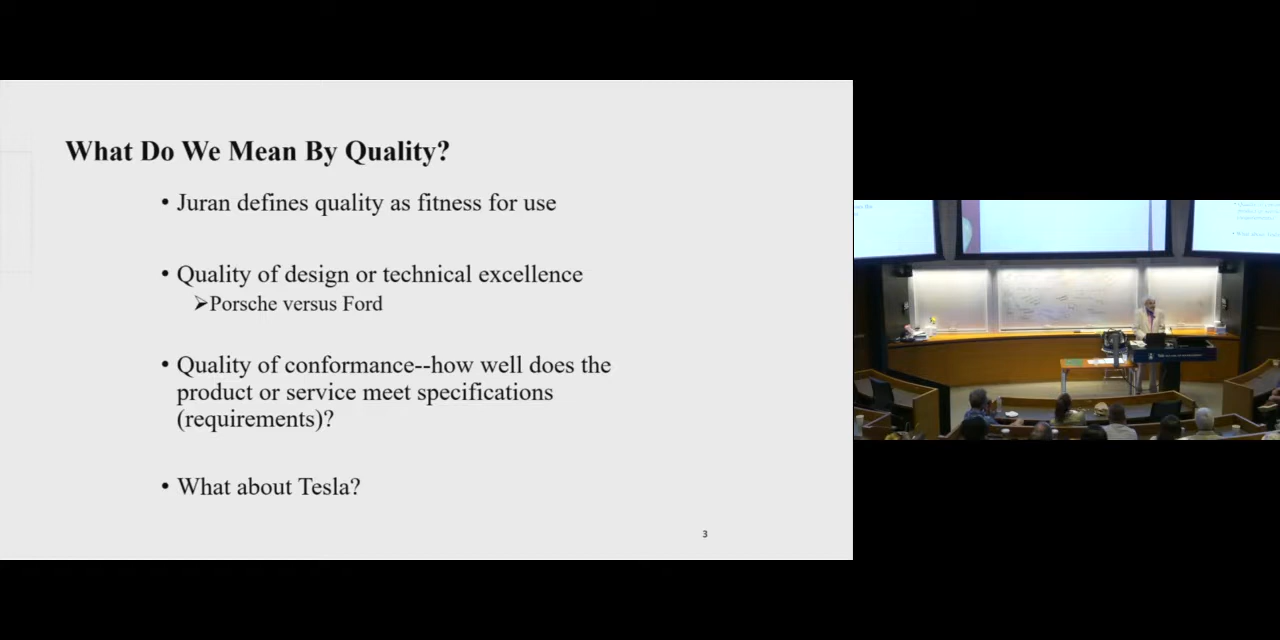 What Do We Mean By Quality?
• Juran defines quality as fitness for use
• Quality of design or technical excellence
➢Porsche versus Ford
• Quality of conformance--how well does the
product or service meet specifications
(requirements)?
• What about Tesla?
3